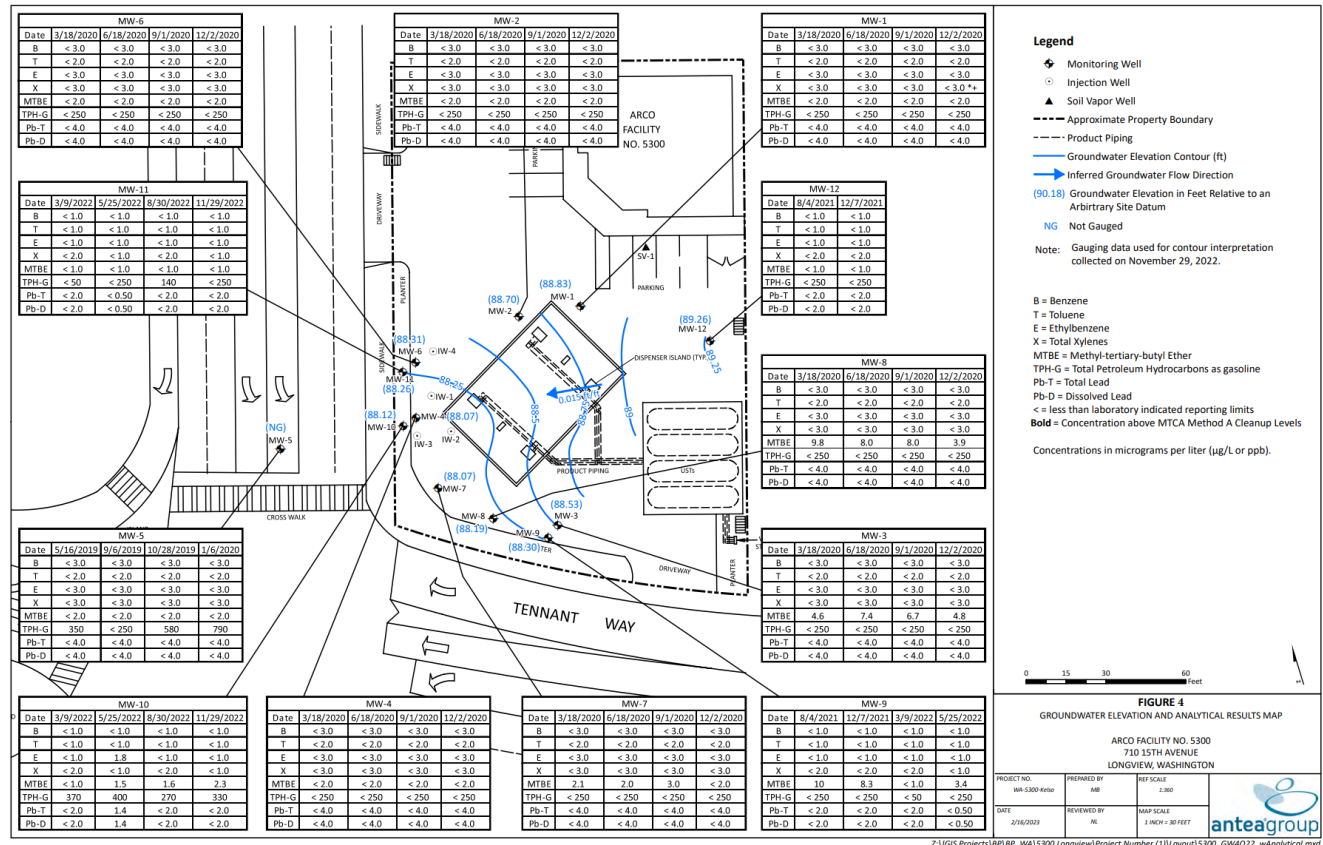 MW-6
Date 3/18/2020 6/18/2020 9/1/2020 12/2/2020
B < 3.0 < 3.0 < 3.0 < 3.0
T < 2.0 < 2.0 < 2.0 < 2.0
E < 3.0 < 3.0 < 3.0 < 3.0
X < 3.0 < 3.0 < 3.0 < 3.0
MTBE < 2.0 < 2.0 < 2.0 < 2.0
TPH-G < 250 < 250 < 250 < 250
Pb-T < 4.0 < 4.0 < 4.0 < 4.0
Pb-D < 4.0 < 4.0 < 4.0 < 4.0
MW-2
Date 3/18/2020 6/18/2020 9/1/2020 12/2/2020
B < 3.0 < 3.0 < 3.0 < 3.0
T < 2.0 < 2.0 < 2.0 < 2.0
E < 3.0 < 3.0 < 3.0 < 3.0
X < 3.0 < 3.0 < 3.0 < 3.0
MTBE < 2.0 < 2.0 < 2.0 < 2.0
TPH-G < 250 < 250 < 250 < 250
Pb-T < 4.0 < 4.0 < 4.0 < 4.0
Pb-D < 4.0 < 4.0 < 4.0 < 4.0
MW-1
Date 3/18/2020 6/18/2020 9/1/2020 12/2/2020
B < 3.0 < 3.0 < 3.0 < 3.0
T < 2.0 < 2.0 < 2.0 < 2.0
E < 3.0 < 3.0 < 3.0 < 3.0
X < 3.0 < 3.0 < 3.0 < 3.0 *+
MTBE < 2.0 < 2.0 < 2.0 < 2.0
TPH-G < 250 < 250 < 250 < 250
Pb-T < 4.0 < 4.0 < 4.0 < 4.0
Pb-D < 4.0 < 4.0 < 4.0 < 4.0
MW-11
Date 3/9/2022 5/25/2022 8/30/2022 11/29/2022
B < 1.0 < 1.0 < 1.0 < 1.0
T < 1.0 < 1.0 < 1.0 < 1.0
E < 1.0 < 1.0 < 1.0 < 1.0
X < 2.0 < 1.0 < 2.0 < 1.0
MTBE < 1.0 < 1.0 < 1.0 < 1.0
TPH-G < 50 < 250 140 < 250
Pb-T < 2.0 < 0.50 < 2.0 < 2.0
Pb-D < 2.0 < 0.50 < 2.0 < 2.0
MW-12
Date 8/4/2021 12/7/2021
B < 1.0 < 1.0
T < 1.0 < 1.0
E < 1.0 < 1.0
X < 2.0 < 2.0
MTBE < 1.0 < 1.0
TPH-G < 250 < 250
Pb-T < 2.0 < 2.0
Pb-D < 2.0 < 2.0
MW-8
Date 3/18/2020 6/18/2020 9/1/2020 12/2/2020
B < 3.0 < 3.0 < 3.0 < 3.0
T < 2.0 < 2.0 < 2.0 < 2.0
E < 3.0 < 3.0 < 3.0 < 3.0
X < 3.0 < 3.0 < 3.0 < 3.0
MTBE 9.8 8.0 8.0 3.9
TPH-G < 250 < 250 < 250 < 250
Pb-T < 4.0 < 4.0 < 4.0 < 4.0
Pb-D < 4.0 < 4.0 < 4.0 < 4.0
MW-5
Date 5/16/2019 9/6/2019 10/28/2019 1/6/2020
B < 3.0 < 3.0 < 3.0 < 3.0
T < 2.0 < 2.0 < 2.0 < 2.0
E < 3.0 < 3.0 < 3.0 < 3.0
X < 3.0 < 3.0 < 3.0 < 3.0
MTBE < 2.0 < 2.0 < 2.0 < 2.0
TPH-G 350 < 250 580 790
Pb-T < 4.0 < 4.0 < 4.0 < 4.0
Pb-D < 4.0 < 4.0 < 4.0 < 4.0
MW-3
Date 3/18/2020 6/18/2020 9/1/2020 12/2/2020
B < 3.0 < 3.0 < 3.0 < 3.0
T < 2.0 < 2.0 < 2.0 < 2.0
E < 3.0 < 3.0 < 3.0 < 3.0
X < 3.0 < 3.0 < 3.0 < 3.0
MTBE 4.6 7.4 6.7 4.8
TPH-G < 250 < 250 < 250 < 250
Pb-T < 4.0 < 4.0 < 4.0 < 4.0
Pb-D < 4.0 < 4.0 < 4.0 < 4.0
MW-10
Date 3/9/2022 5/25/2022 8/30/2022 11/29/2022
B < 1.0 < 1.0 < 1.0 < 1.0
T < 1.0 < 1.0 < 1.0 < 1.0
E < 1.0 1.8 < 1.0 < 1.0
X < 2.0 < 1.0 < 2.0 < 1.0
MTBE < 1.0 1.5 1.6 2.3
TPH-G 370 400 270 330
Pb-T < 2.0 1.4 < 2.0 < 2.0
Pb-D < 2.0 1.4 < 2.0 < 2.0
MW-4
Date 3/18/2020 6/18/2020 9/1/2020 12/2/2020
B < 3.0 < 3.0 < 3.0 < 3.0
T < 2.0 < 2.0 < 2.0 < 2.0
E < 3.0 < 3.0 < 3.0 < 3.0
X < 3.0 < 3.0 < 3.0 < 3.0
MTBE < 2.0 < 2.0 < 2.0 < 2.0
TPH-G < 250 < 250 < 250 < 250
Pb-T < 4.0 < 4.0 < 4.0 < 4.0
Pb-D < 4.0 < 4.0 < 4.0 < 4.0
MW-7
Date 3/18/2020 6/18/2020 9/1/2020 12/2/2020
B < 3.0 < 3.0 < 3.0 < 3.0
T < 2.0 < 2.0 < 2.0 < 2.0
E < 3.0 < 3.0 < 3.0 < 3.0
X < 3.0 < 3.0 < 3.0 < 3.0
MTBE 2.1 2.0 3.0 < 2.0
TPH-G < 250 < 250 < 250 < 250
Pb-T < 4.0 < 4.0 < 4.0 < 4.0
Pb-D < 4.0 < 4.0 < 4.0 < 4.0
MW-9
Date 8/4/2021 12/7/2021 3/9/2022 5/25/2022
B < 1.0 < 1.0 < 1.0 < 1.0
T < 1.0 < 1.0 < 1.0 < 1.0
E < 1.0 < 1.0 < 1.0 < 1.0
X < 2.0 < 2.0 < 2.0 < 1.0
MTBE 10 8.3 < 1.0 3.4
TPH-G < 250 < 250 < 50 < 250
Pb-T < 2.0 < 2.0 < 2.0 < 0.50
Pb-D < 2.0 < 2.0 < 2.0 < 0.50
ARCO
FACILITY
NO. 5300
SIDEWALK
DRIVEWAY
PLANTER
SIDEWALK
SV-1
PARKING
(88.83)
MW-1
(88.70)
MW-2
(89.26)
MW-12
89.25
(88.31)
MW-6
IW-4
MW-11
(88.26)
88.25
IW-1
DISPENSER ISLAND (TYP.)
0.015 ft/ft
88.5
88.75
89
(88.12)
MW-10
MW-4
(88.07)
IW-3
IW-2
(NG)
MW-5
PRODUCT PIPING
USTs
(88.07)
MW-7
MW-8
(88.19)
(88.53)
MW-3
MW-9
(88.30)
CROSS WALK
DRIVEWAY
PLANTER
TENNANT WAY
Legend
Monitoring Well
Injection Well
Soil Vapor Well
Approximate Property Boundary
Product Piping
Groundwater Elevation Contour (ft)
Inferred Groundwater Flow Direction
(90.18) Groundwater Elevation in Feet Relative to an
Arbirtrary Site Datum
NG Not Gauged
Note: Gauging data used for contour interpretation
collected on November 29, 2022.
B = Benzene
T = Toluene
E = Ethylbenzene
X = Total Xylenes
MTBE = Methyl-tertiary-butyl Ether
TPH-G = Total Petroleum Hydrocarbons as gasoline
Pb-T = Total Lead
Pb-D = Dissolved Lead
< = less than laboratory indicated reporting limits
Bold = Concentration above MTCA Method A Cleanup Levels
Concentrations in micrograms per liter (µg/L or ppb).
0 15 30 60
Feet
FIGURE 4
GROUNDWATER ELEVATION AND ANALYTICAL RESULTS MAP
ARCO FACILITY NO. 5300
710 15TH AVENUE
LONGVIEW, WASHINGTON
PROJECT NO. PREPARED BY REF SCALE
WA-5300-Kelso MB 1:360
DATE REVIEWED BY MAP SCALE
2/16/2023 NL 1 INCH = 30 FEET
anteagroup